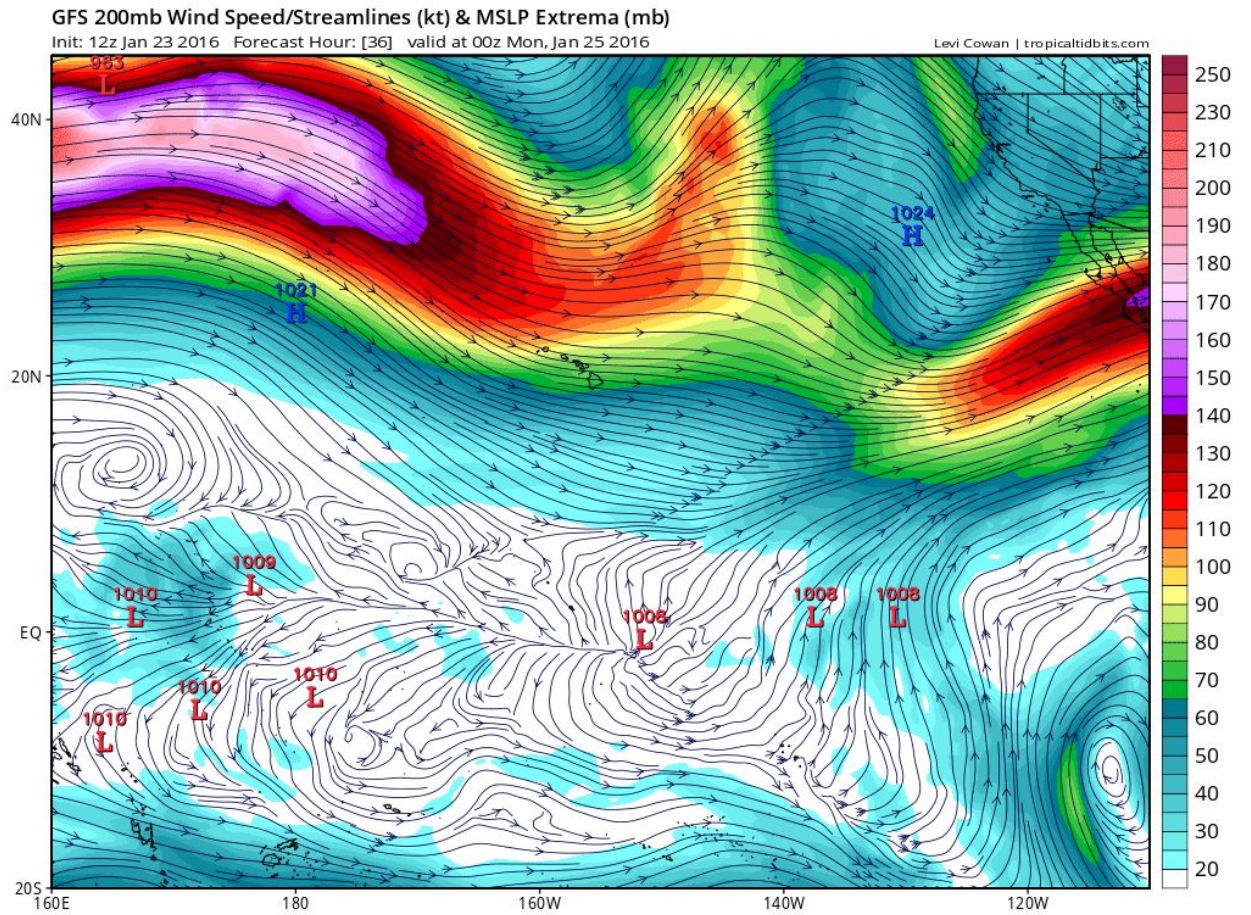 GFS 200mb Wind Speed/Streamlines (kt) & MSLP Extrema (mb)
Init: 12z Jan 23 2016 Forecast Hour: [36] valid at 00z Mon, Jan 25 2016
Levi Cowan | tropicaltidbits.com
963
L
1024
H
1021
H
1009
L
1010
L
1008
L
1008
L
1008
L
1010
L
1010
L
1010
L
40N
20N
EQ
20S
160E
180
160W
140W
120W
250
230
210
200
190
180
170
160
150
140
130
120
110
100
90
80
70
60
50
40
30
20